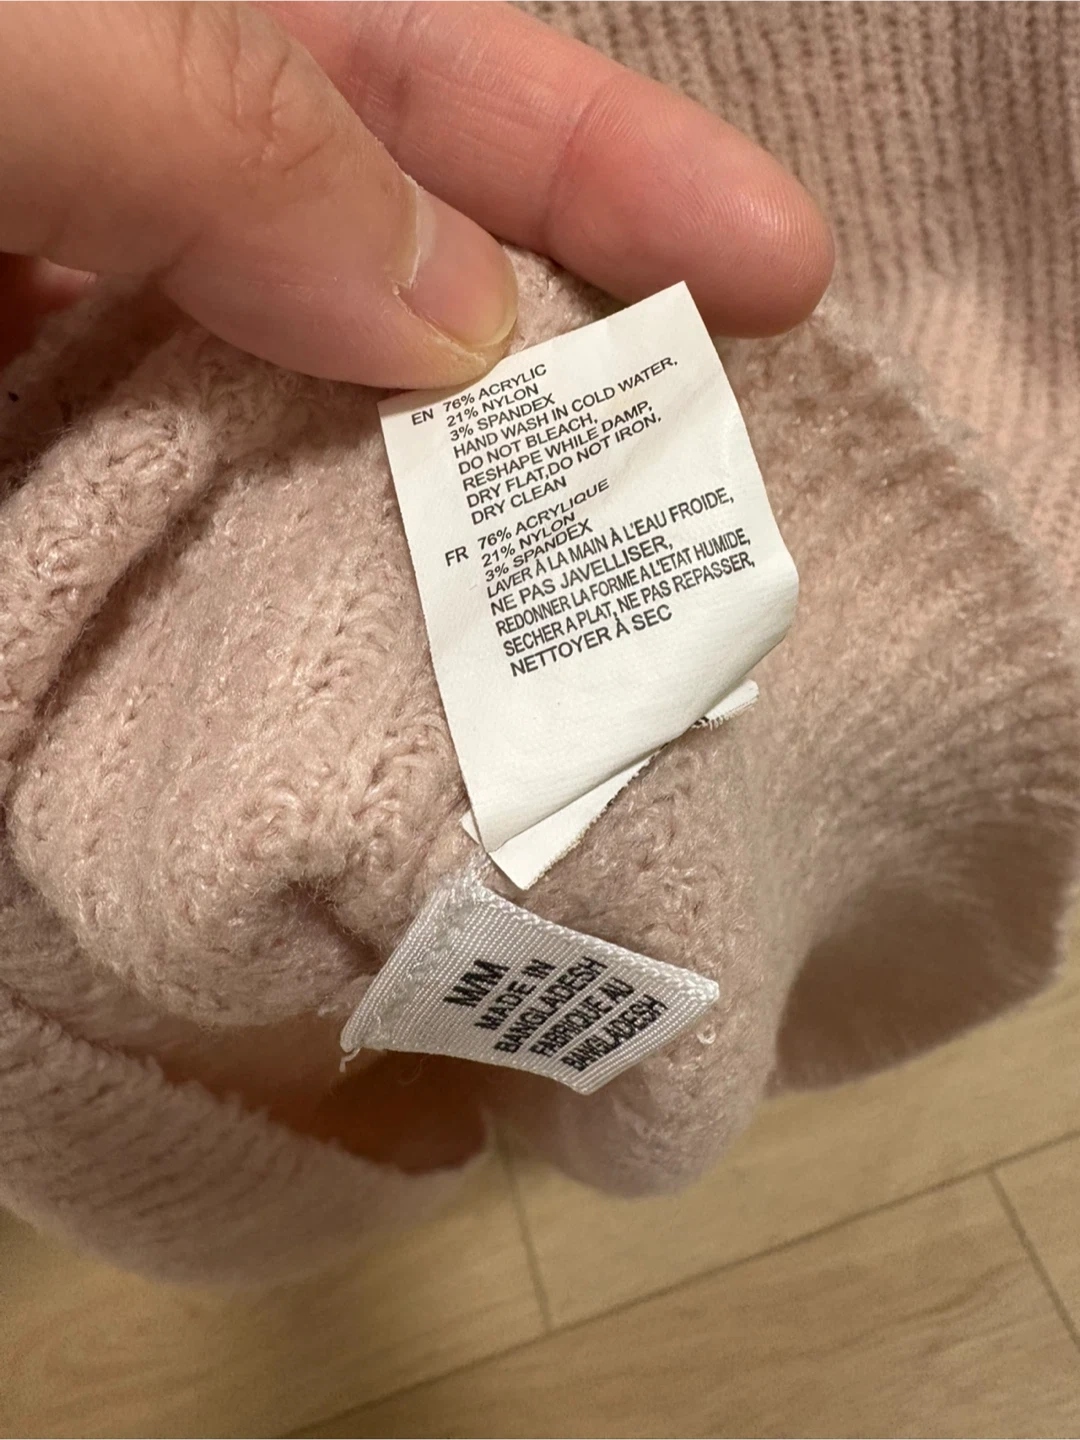 EN 76% ACRYLIC
21% NYLON
3% SPANDEX
HAND WASH IN COLD WATER,
DO NOT BLEACH,
RESHAPE WHILE DAMP,
DRY FLAT,DO NOT IRON,
DRY CLEAN
FR 76% ACRYLIQUE
21% NYLON
3% SPANDEX
LAVER À LA MAIN À L'EAU FROIDE,
NE PAS JAVELLISER,
REDONNER LA FORME A L'ETAT HUMIDE,
SECHER A PLAT, NE PAS REPASSER,
NETTOYER À SEC
M/M
MADE IN
BANGLADESH
FABRIQUE AU
BANGLADESH